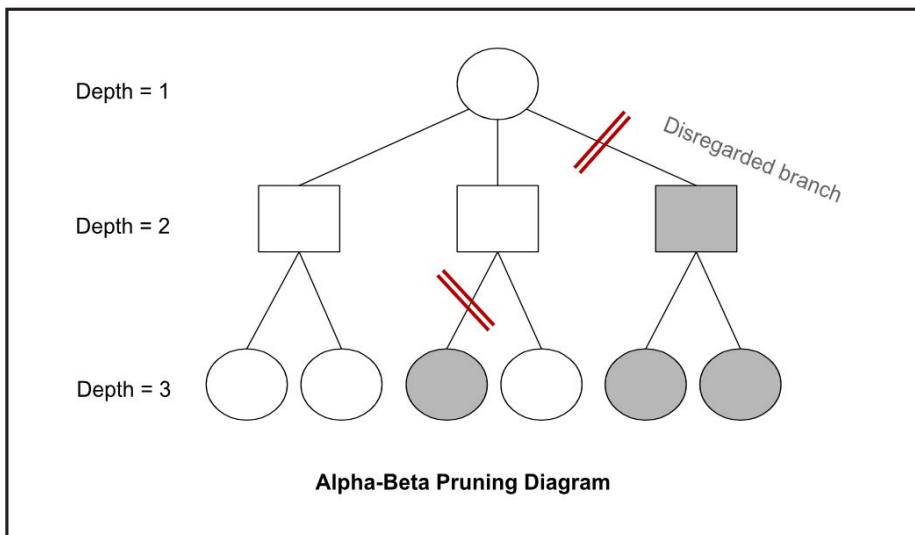 Depth = 1
Disregarded branch
Depth = 2
Depth = 3
Alpha-Beta Pruning Diagram